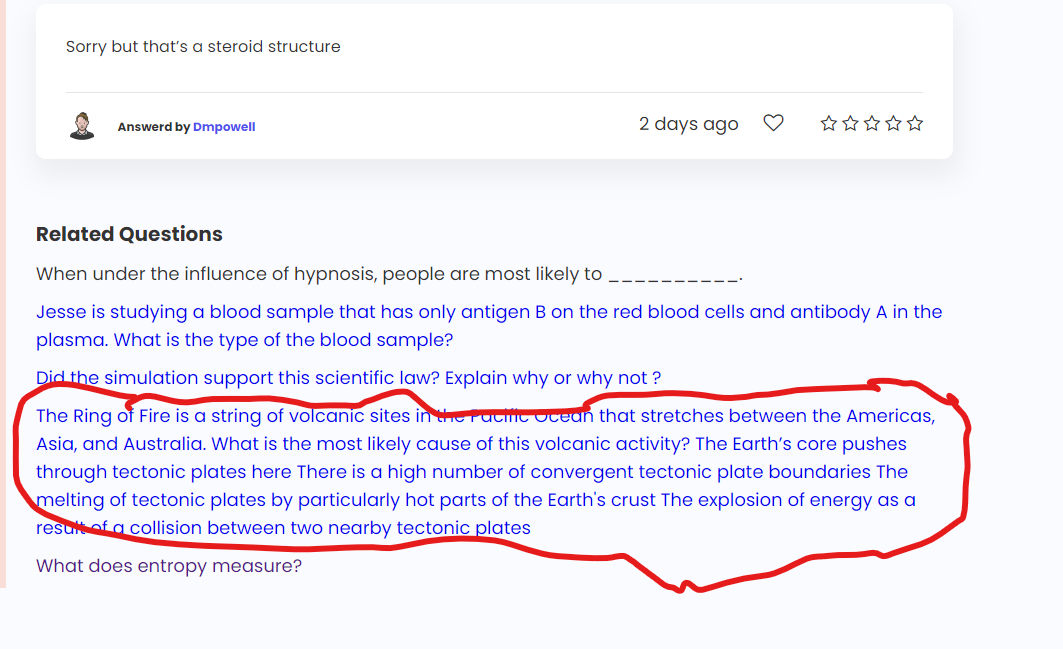 Sorry but that’s a steroid structure
Answerd by Dmpowell
2 days ago
Related Questions
When under the influence of hypnosis, people are most likely to __________.
Jesse is studying a blood sample that has only antigen B on the red blood cells and antibody A in the
plasma. What is the type of the blood sample?
Did the simulation support this scientific law? Explain why or why not ?
The Ring of Fire is a string of volcanic sites in the Pacific Ocean that stretches between the Americas,
Asia, and Australia. What is the most likely cause of this volcanic activity? The Earth’s core pushes
through tectonic plates here There is a high number of convergent tectonic plate boundaries The
melting of tectonic plates by particularly hot parts of the Earth's crust The explosion of energy as a
result of a collision between two nearby tectonic plates
What does entropy measure?